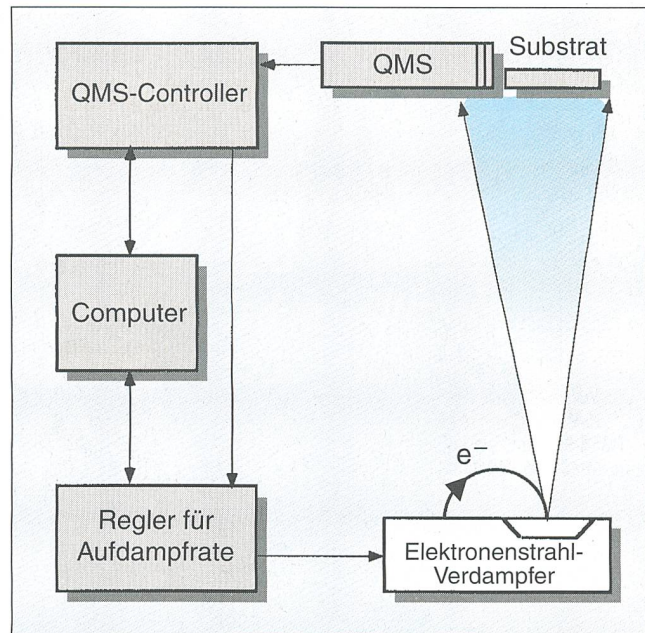 QMS-Controller
QMS
Substrat
Computer
e⁻
Regler für
Aufdampfrate
Elektronenstrahl-
Verdampfer